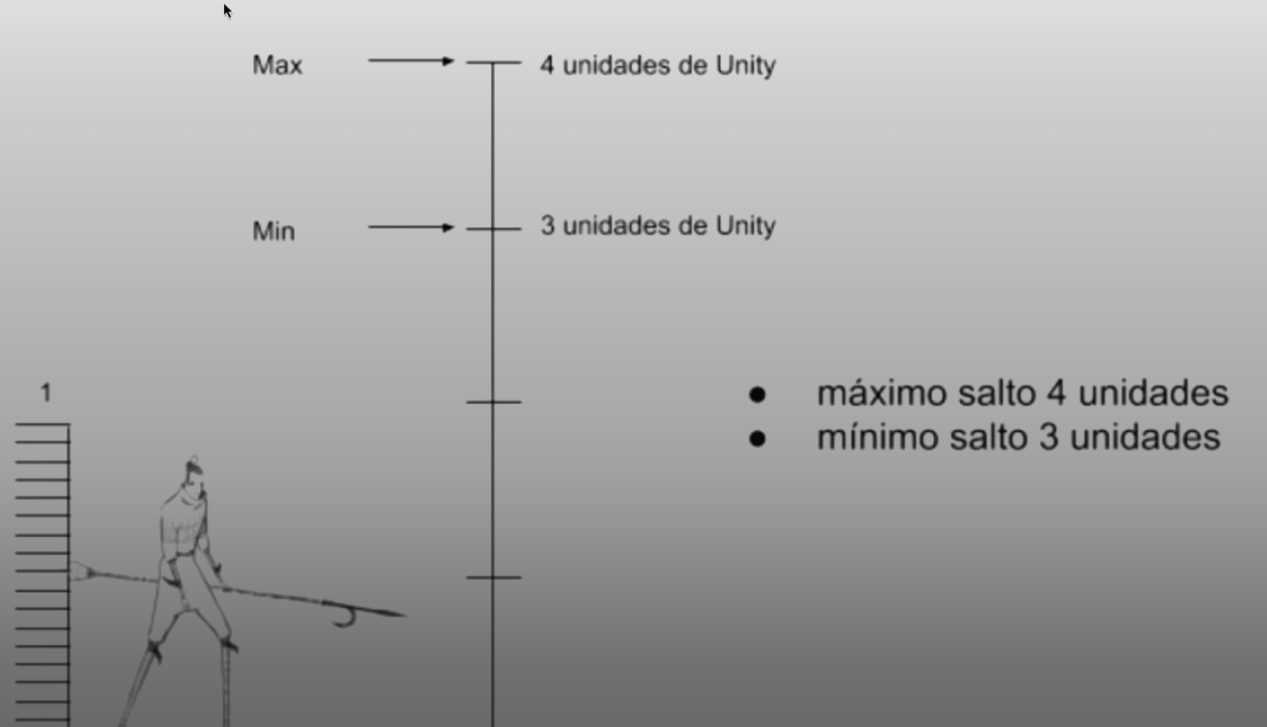 Max
4 unidades de Unity
Min
3 unidades de Unity
1
● máximo salto 4 unidades
● mínimo salto 3 unidades